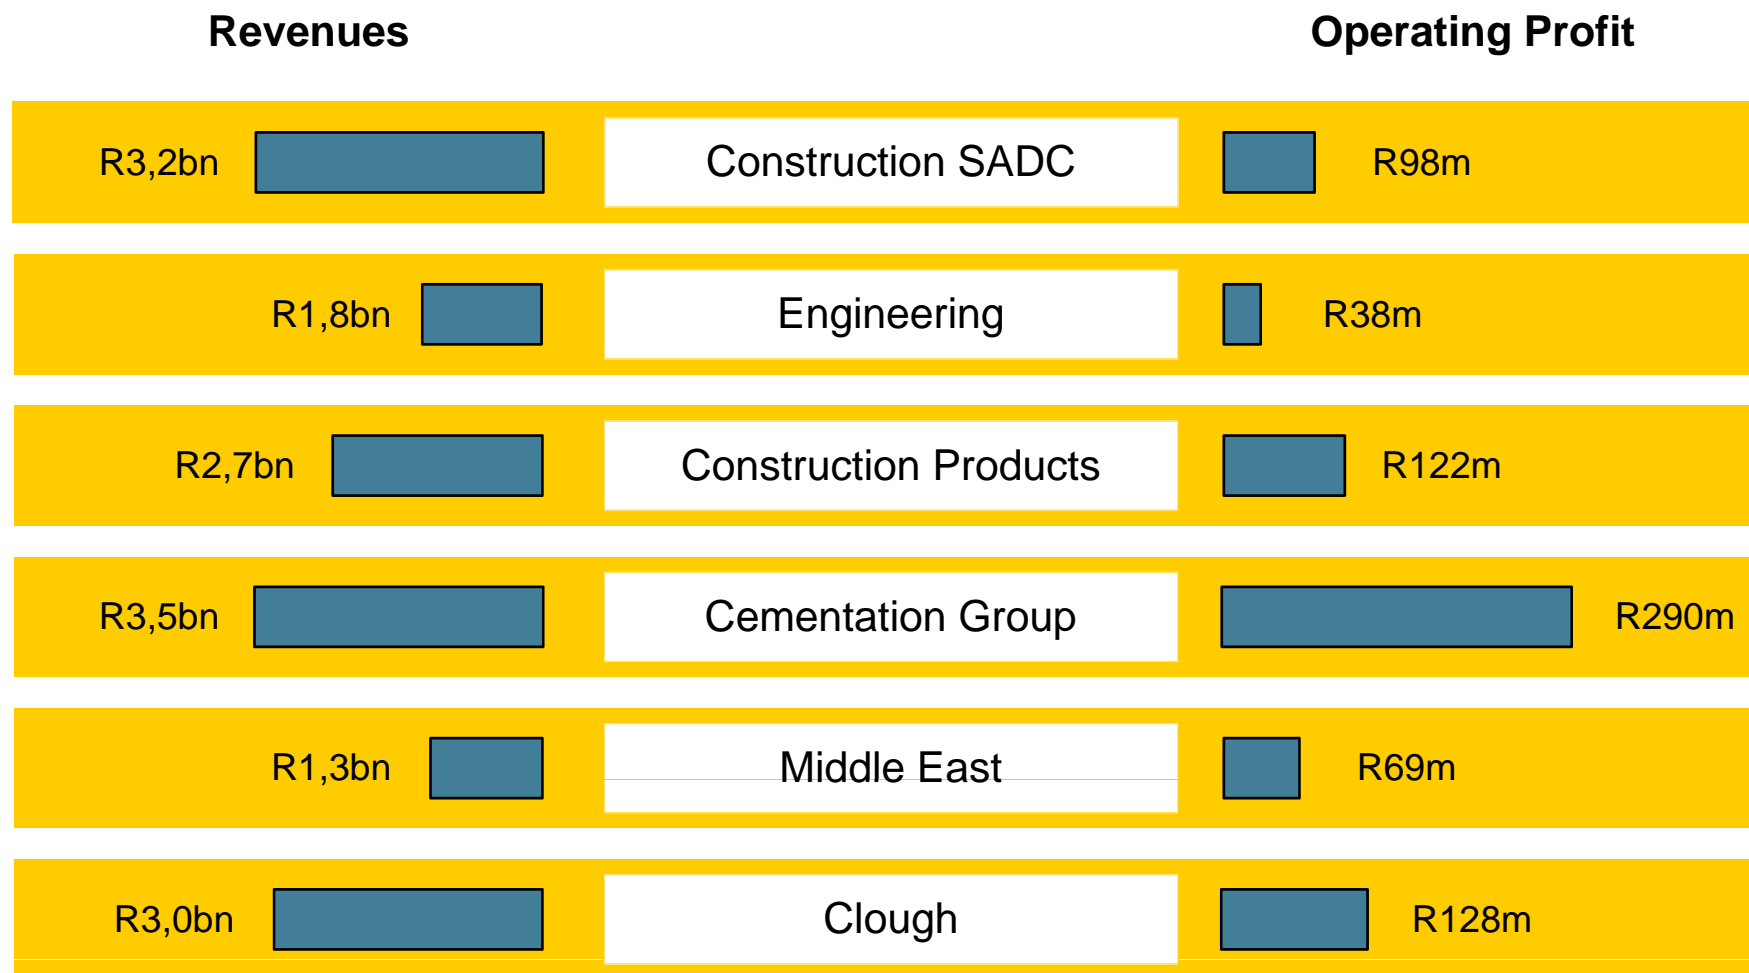 Revenues
Operating Profit
R3,2bn
Construction SADC
R98m
R1,8bn
Engineering
R38m
R2,7bn
Construction Products
R122m
R3,5bn
Cementation Group
R290m
R1,3bn
Middle East
R69m
R3,0bn
Clough
R128m